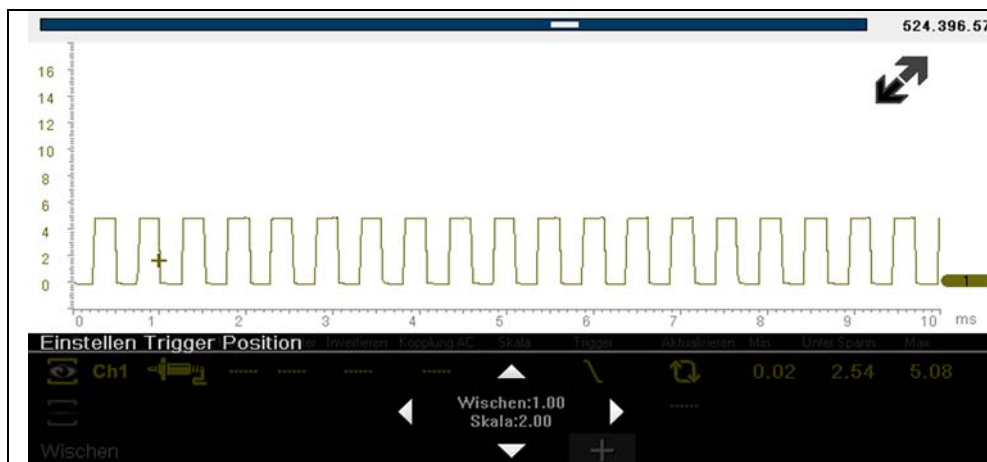 524.396.57
16
14
12
10
8
6
4
2
0
1
0 1 2 3 4 5 6 7 8 9 10 ms
Einstellen Trigger Position Invertieren Kopplung AC Skala Trigger Aktualisieren Min. Unter Spann. Max.
Ch1 ------ ------ ------ ------ 0.02 2.54 5.08
Wischen:1.00
Skala:2.00
------
Wischen